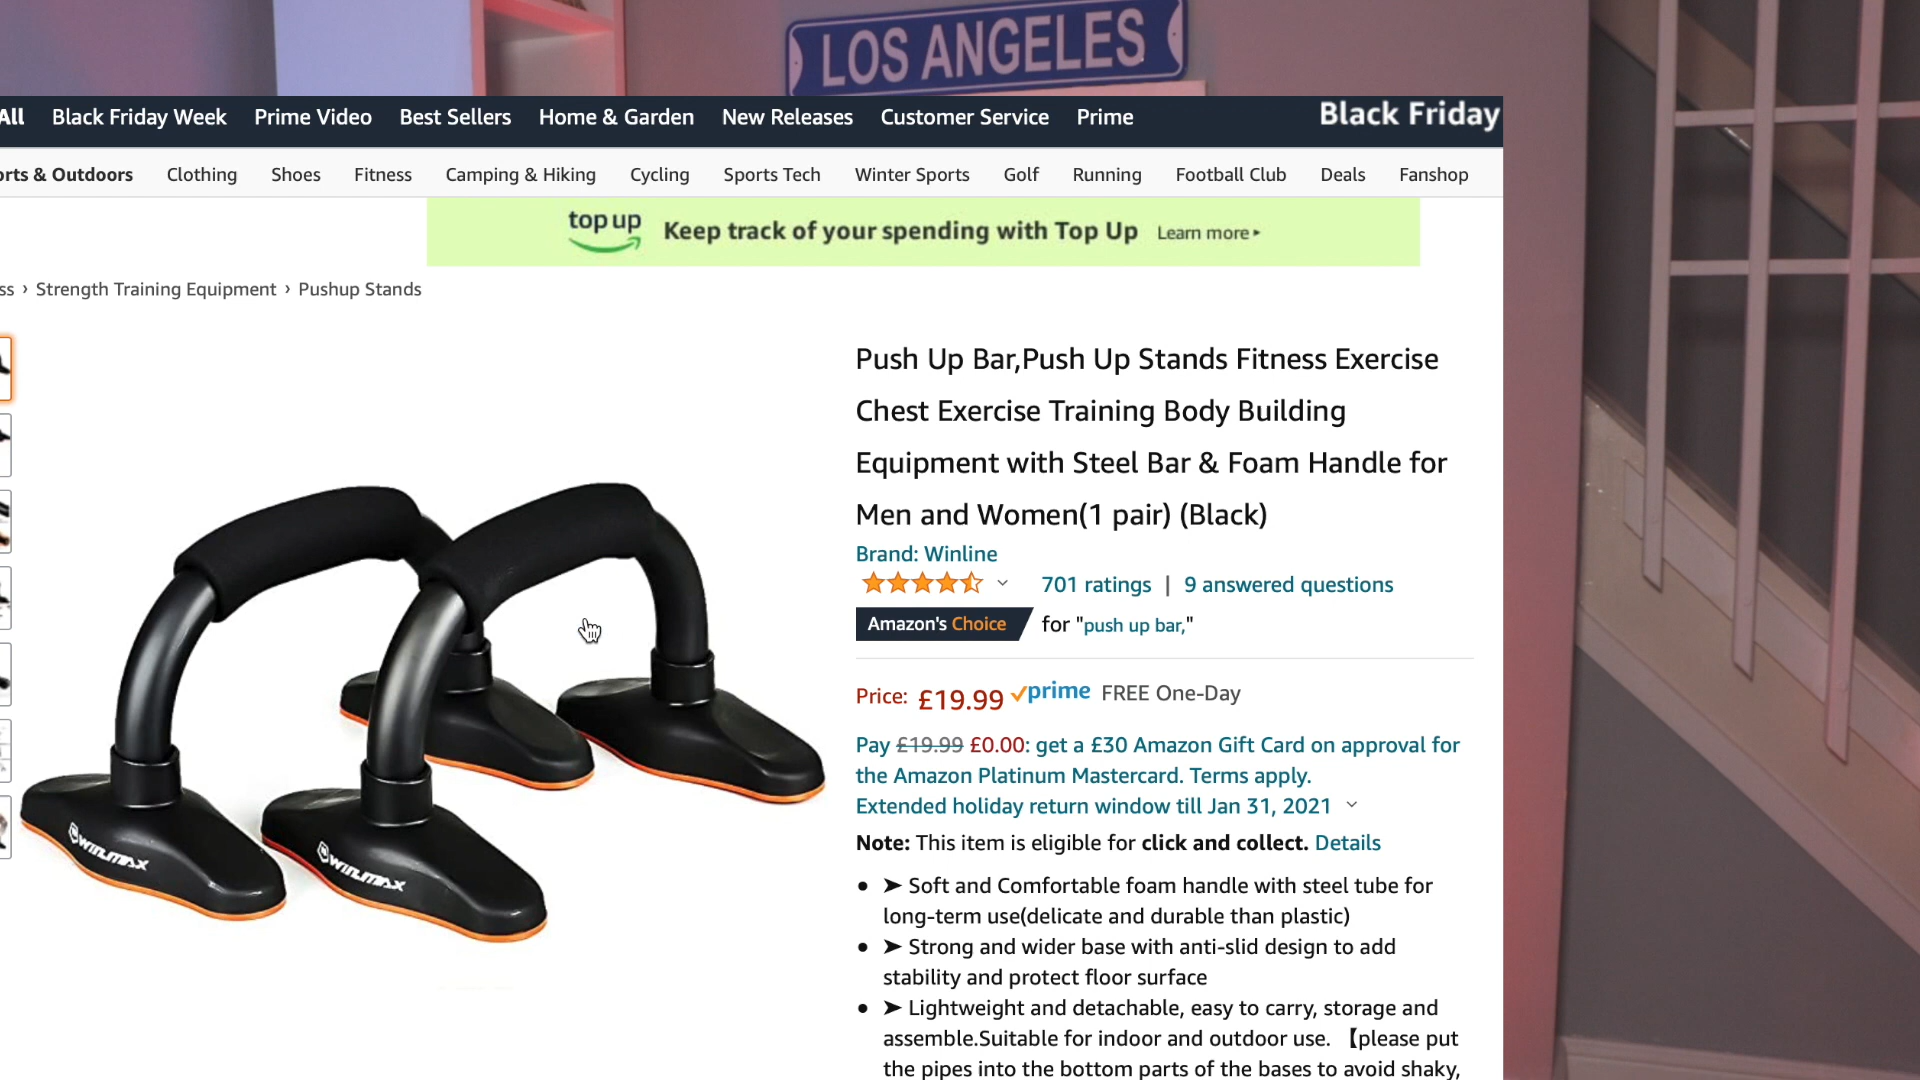 LOS ANGELES
All Black Friday Week Prime Video Best Sellers Home & Garden New Releases Customer Service Prime Black Friday
orts & Outdoors Clothing Shoes Fitness Camping & Hiking Cycling Sports Tech Winter Sports Golf Running Football Club Deals Fanshop
top up Keep track of your spending with Top Up Learn more ▸
ss › Strength Training Equipment › Pushup Stands
Push Up Bar,Push Up Stands Fitness Exercise
Chest Exercise Training Body Building
Equipment with Steel Bar & Foam Handle for
Men and Women(1 pair) (Black)
Brand: Winline
701 ratings | 9 answered questions
Amazon's Choice for "push up bar,"
Price: £19.99 prime FREE One-Day
Pay £19.99 £0.00: get a £30 Amazon Gift Card on approval for
the Amazon Platinum Mastercard. Terms apply.
Extended holiday return window till Jan 31, 2021
Note: This item is eligible for click and collect. Details
• ➤ Soft and Comfortable foam handle with steel tube for
long-term use(delicate and durable than plastic)
• ➤ Strong and wider base with anti-slid design to add
stability and protect floor surface
• ➤ Lightweight and detachable, easy to carry, storage and
assemble.Suitable for indoor and outdoor use. 【please put
the pipes into the bottom parts of the bases to avoid shaky,
WINMAX
WINMAX